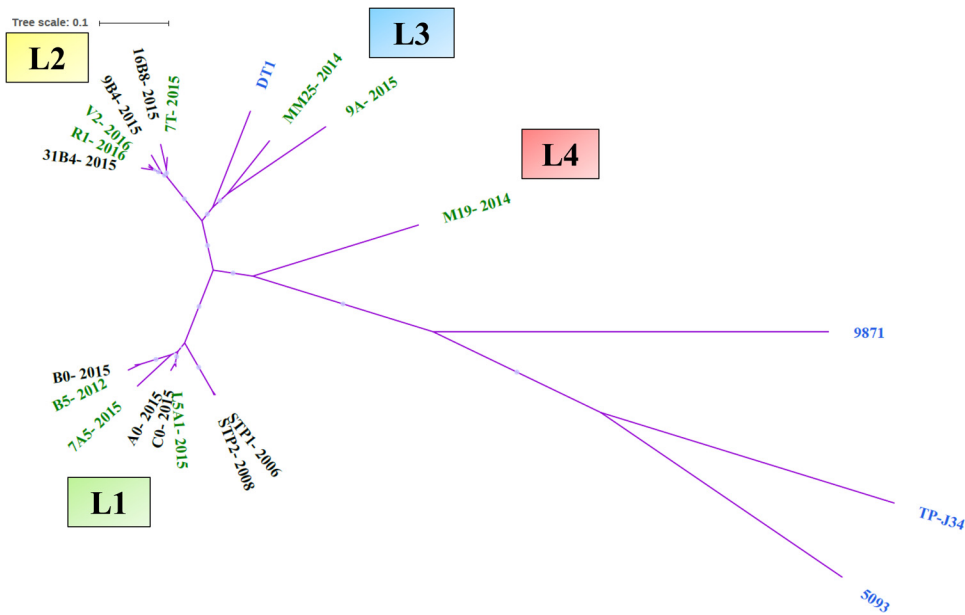 Tree scale: 0.1
L2
L3
L4
L1
16B8- 2015
9B4- 2015
7T- 2015
V2- 2016
R1- 2016
31B4- 2015
DT1
MM25- 2014
9A- 2015
M19- 2014
9871
TP-J34
5093
B0- 2015
B5- 2012
7A5- 2015
A0- 2015
C0- 2015
L5A1- 2015
STP1- 2006
STP2- 2008